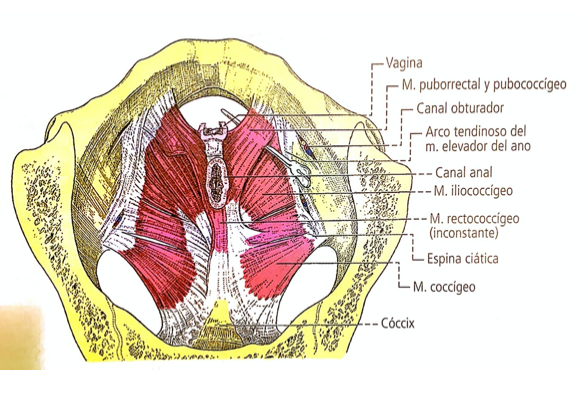 Vagina
M. puborrectal y pubococcígeo
Canal obturador
Arco tendinoso del
m. elevador del ano
Canal anal
M. iliococcígeo
M. rectococcígeo
(inconstante)
Espina ciática
M. coccígeo
Cóccix